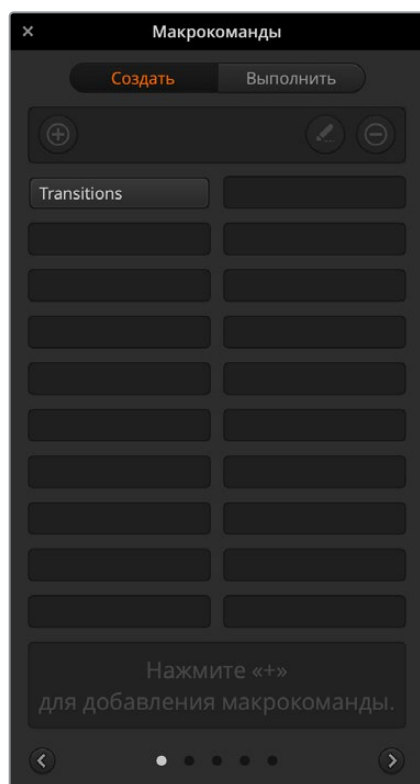 Макрокоманды
Создать
Выполнить
Transitions
Нажмите «+»
для добавления макрокоманды.